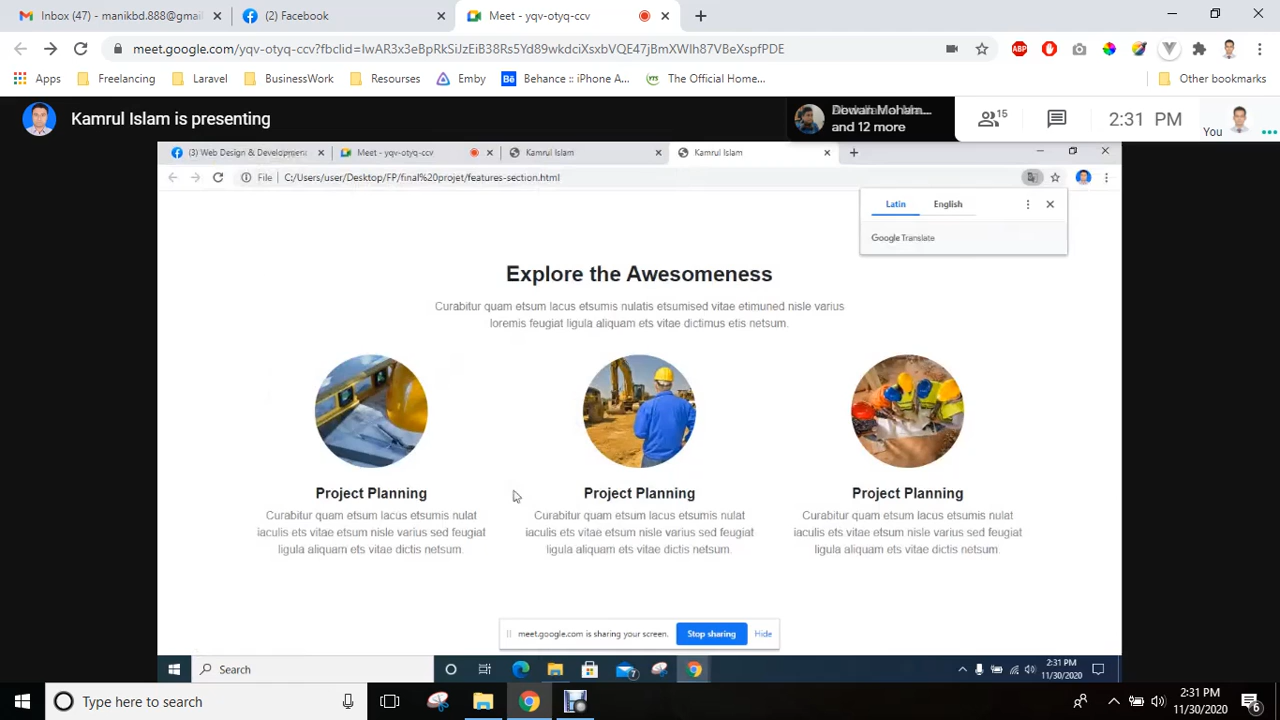 Inbox (47) - manikbd.888@gmail
(2) Facebook
Meet - yqv-otyq-ccv
meet.google.com/yqv-otyq-ccv?fbclid=IwAR3x3eBpRkSiJzEiB38Rs5Yd89wkdciXsxbVQE47jBmXWIh87VBeXspfPDE
ABP
Apps
Freelancing
Laravel
BusinessWork
Resourses
Emby
Bē
Behance :: iPhone A...
YTS
The Official Home...
Other bookmarks
Kamrul Islam is presenting
Dewan Moham...
and 12 more
15
2:31 PM
You
(3) Web Design & Developme
Meet - yqv-otyq-ccv
Kamrul Islam
Kamrul Islam
File
C:/Users/user/Desktop/FP/final%20projet/features-section.html
Latin
English
Google Translate
Explore the Awesomeness
Curabitur quam etsum lacus etsumis nulatis etsumised vitae etimuned nisle varius
loremis feugiat ligula aliquam ets vitae dictimus etis netsum.
Project Planning
Curabitur quam etsum lacus etsumis nulat
iaculis ets vitae etsum nisle varius sed feugiat
ligula aliquam ets vitae dictis netsum.
Project Planning
Curabitur quam etsum lacus etsumis nulat
iaculis ets vitae etsum nisle varius sed feugiat
ligula aliquam ets vitae dictis netsum.
Project Planning
Curabitur quam etsum lacus etsumis nulat
iaculis ets vitae etsum nisle varius sed feugiat
ligula aliquam ets vitae dictis netsum.
meet.google.com is sharing your screen.
Stop sharing
Hide
Search
7
2:31 PM
11/30/2020
Type here to search
2:31 PM
11/30/2020
6